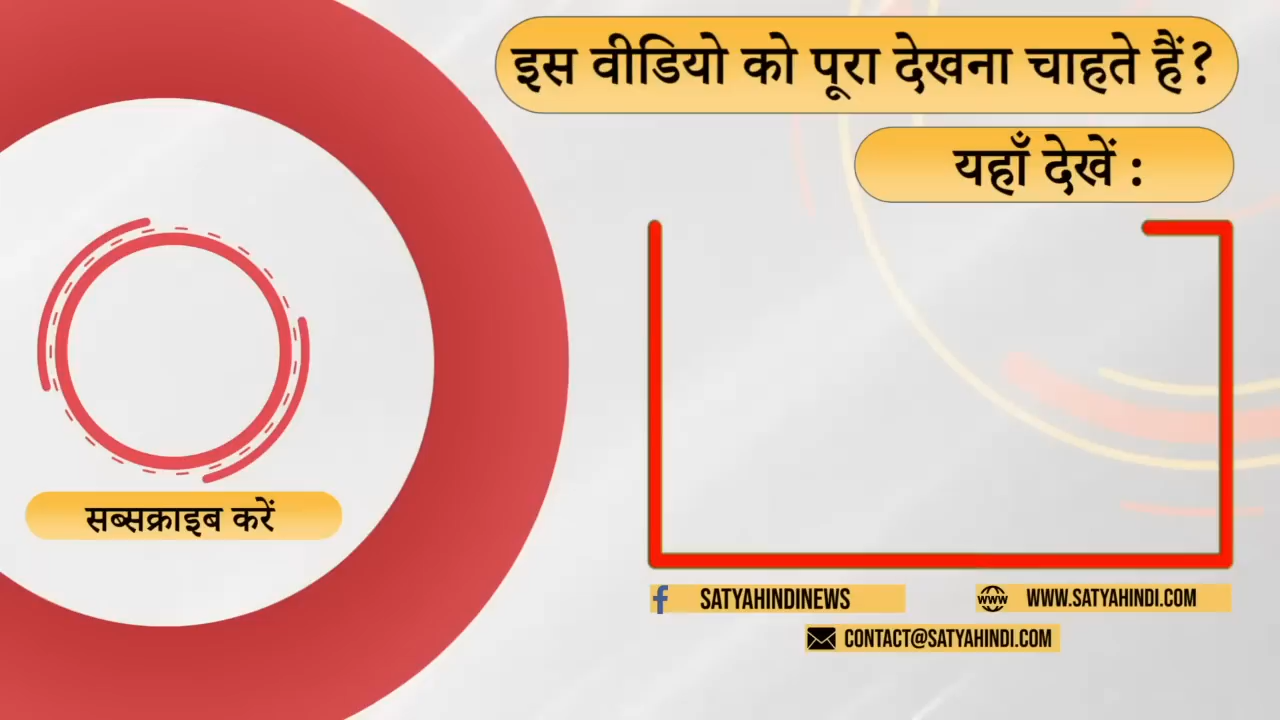 इस वीडियो को पूरा देखना चाहते हैं?
यहाँ देखें :
सब्सक्राइब करें
SATYAHINDINEWS
WWW.SATYAHINDI.COM
CONTACT@SATYAHINDI.COM